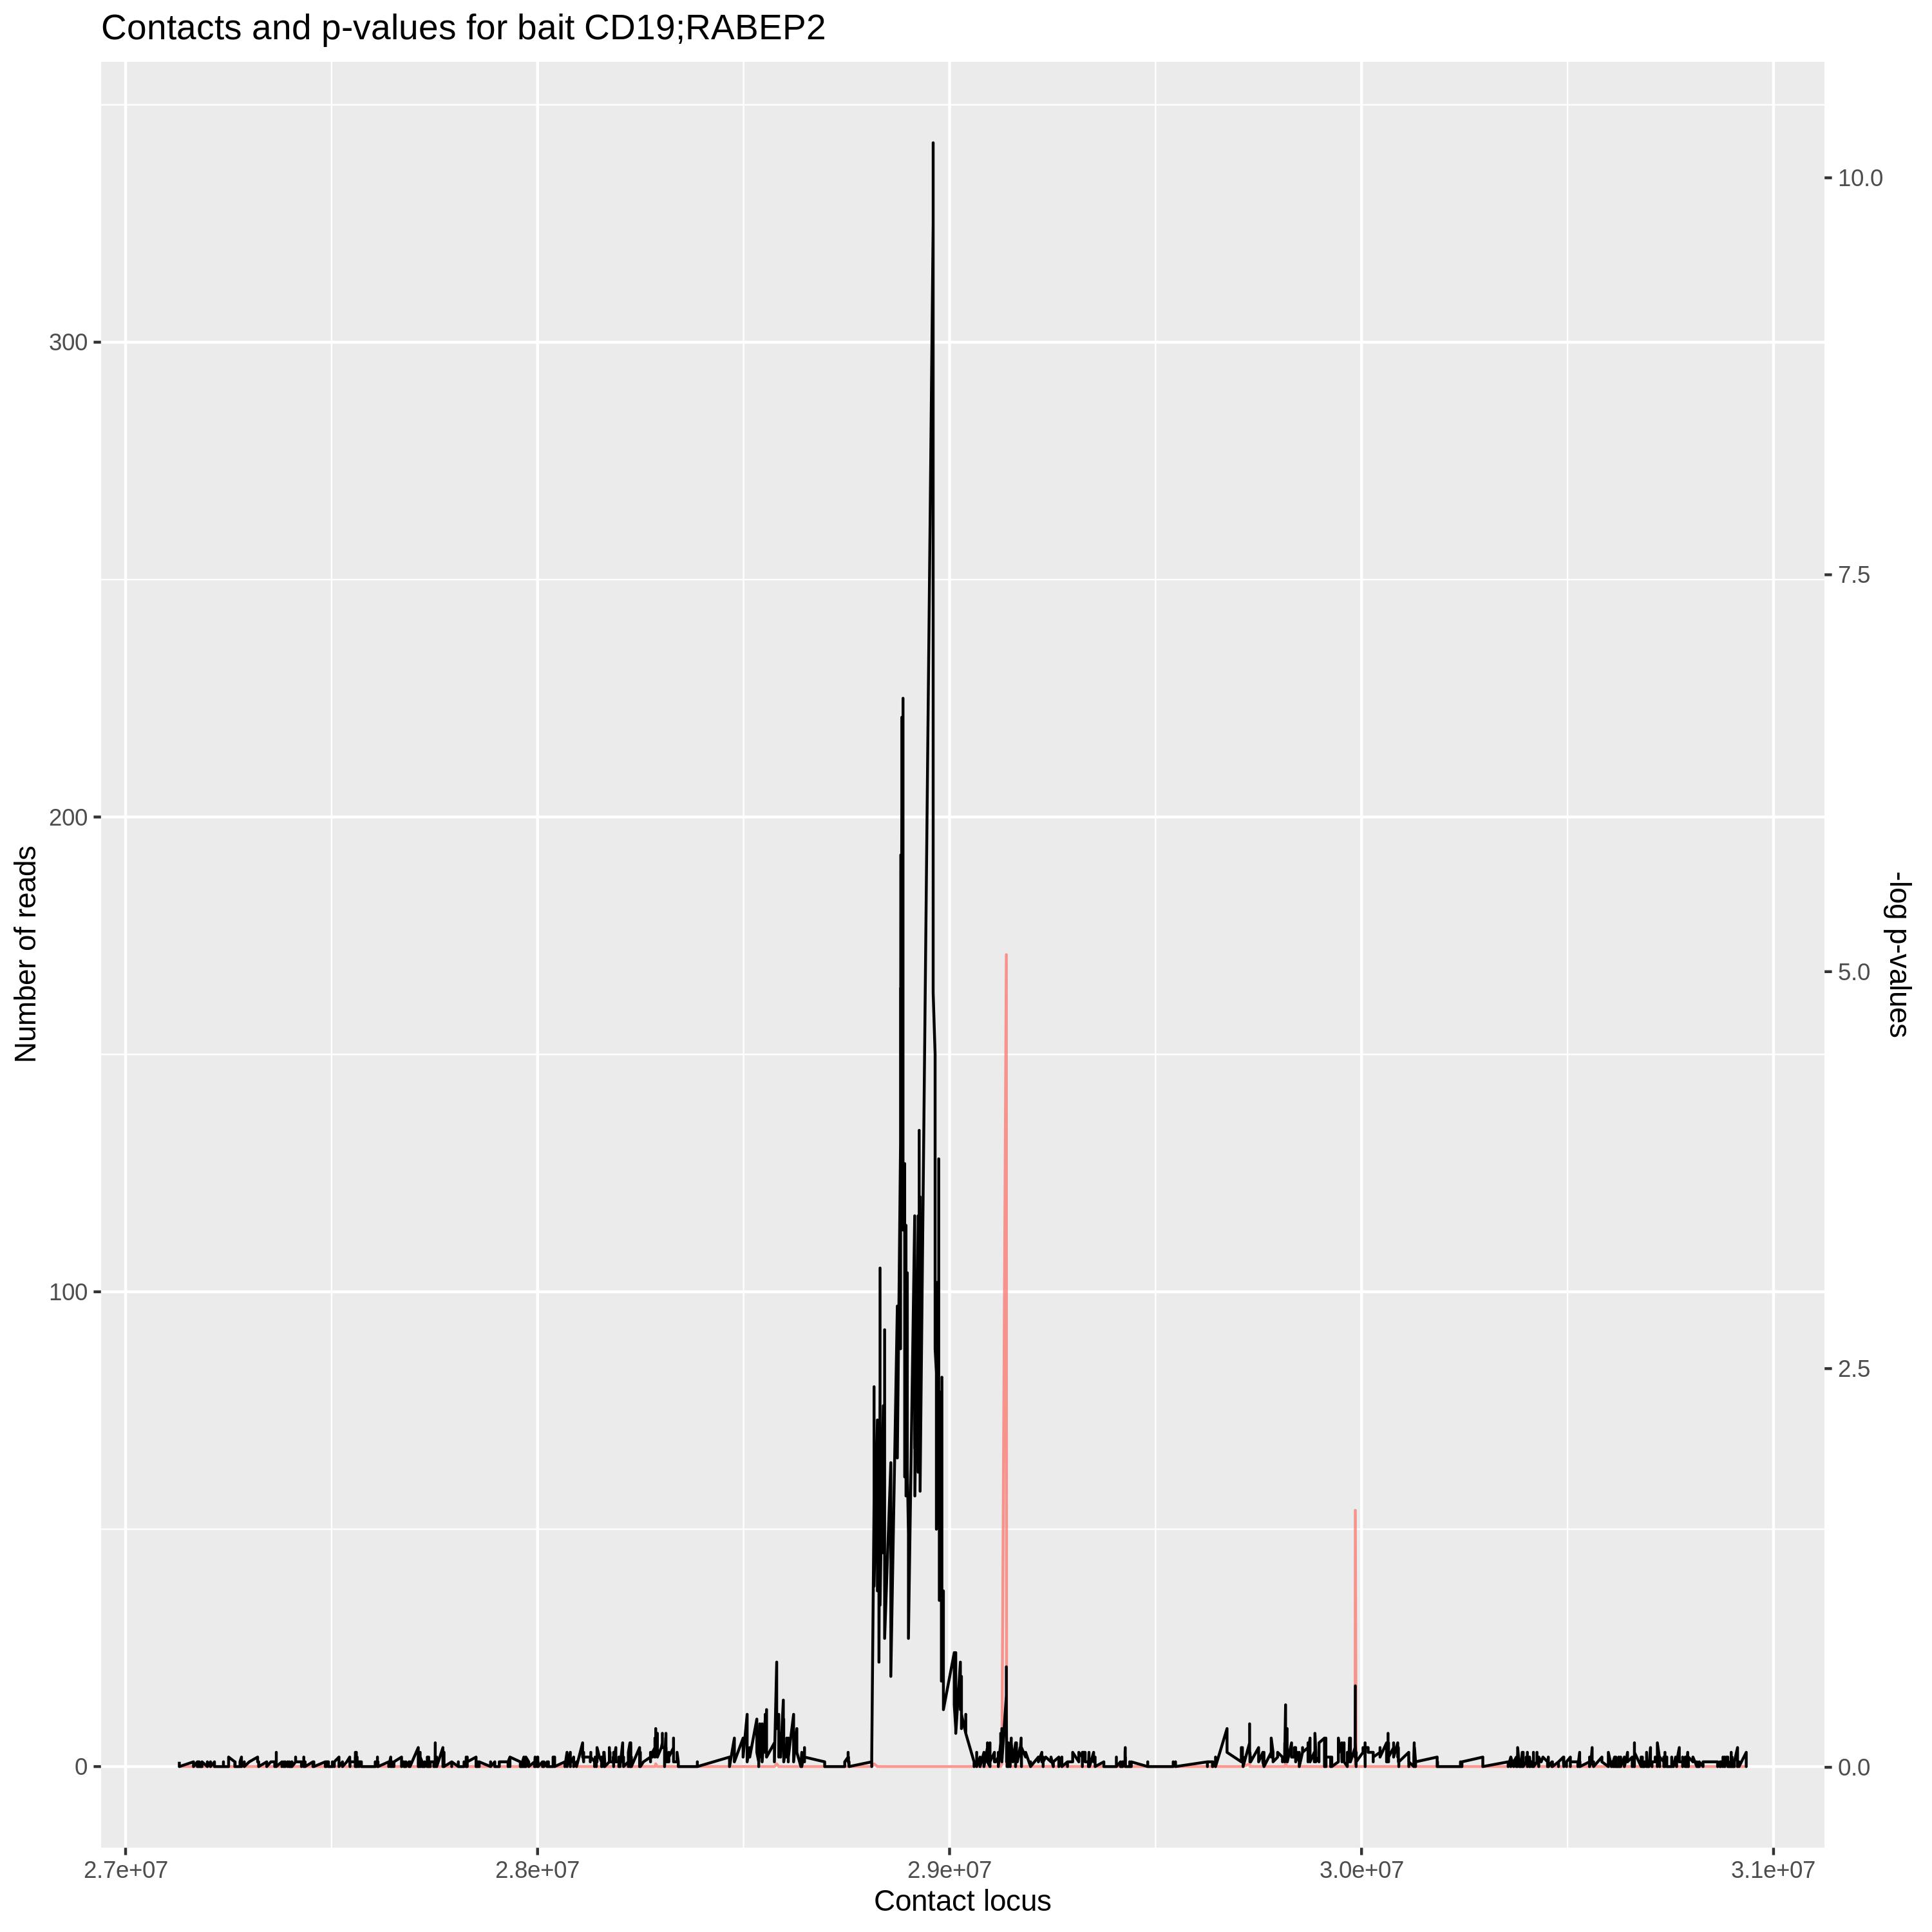 Contacts and p-values for bait CD19;RABEP2
Number of reads
300
200
100
0
10.0
7.5
5.0
2.5
0.0
-log p-values
2.7e+07
2.8e+07
2.9e+07
3.0e+07
3.1e+07
Contact locus